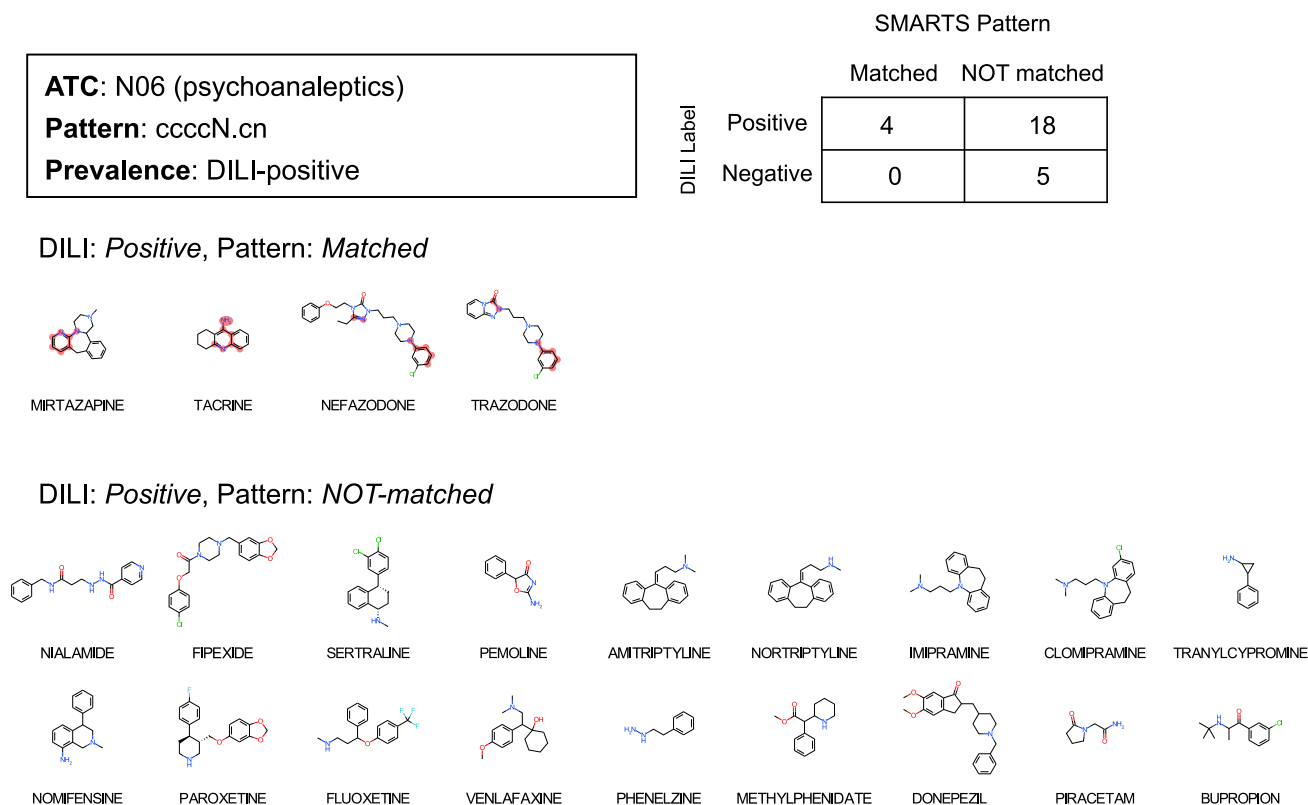 SMARTS Pattern
ATC: N06 (psychoanaleptics)
Pattern: ccccN.cn
Prevalence: DILI-positive
Matched NOT matched
DILI Label
Positive 4 18
Negative 0 5
DILI: Positive, Pattern: Matched
MIRTAZAPINE TACRINE NEFAZODONE TRAZODONE
DILI: Positive, Pattern: NOT-matched
NIALAMIDE FIPEXIDE SERTRALINE PEMOLINE AMITRIPTYLINE NORTRIPTYLINE IMIPRAMINE CLOMIPRAMINE TRANYLCYPROMINE
NOMIFENSINE PAROXETINE FLUOXETINE VENLAFAXINE PHENELZINE METHYLPHENIDATE DONEPEZIL PIRACETAM BUPROPION